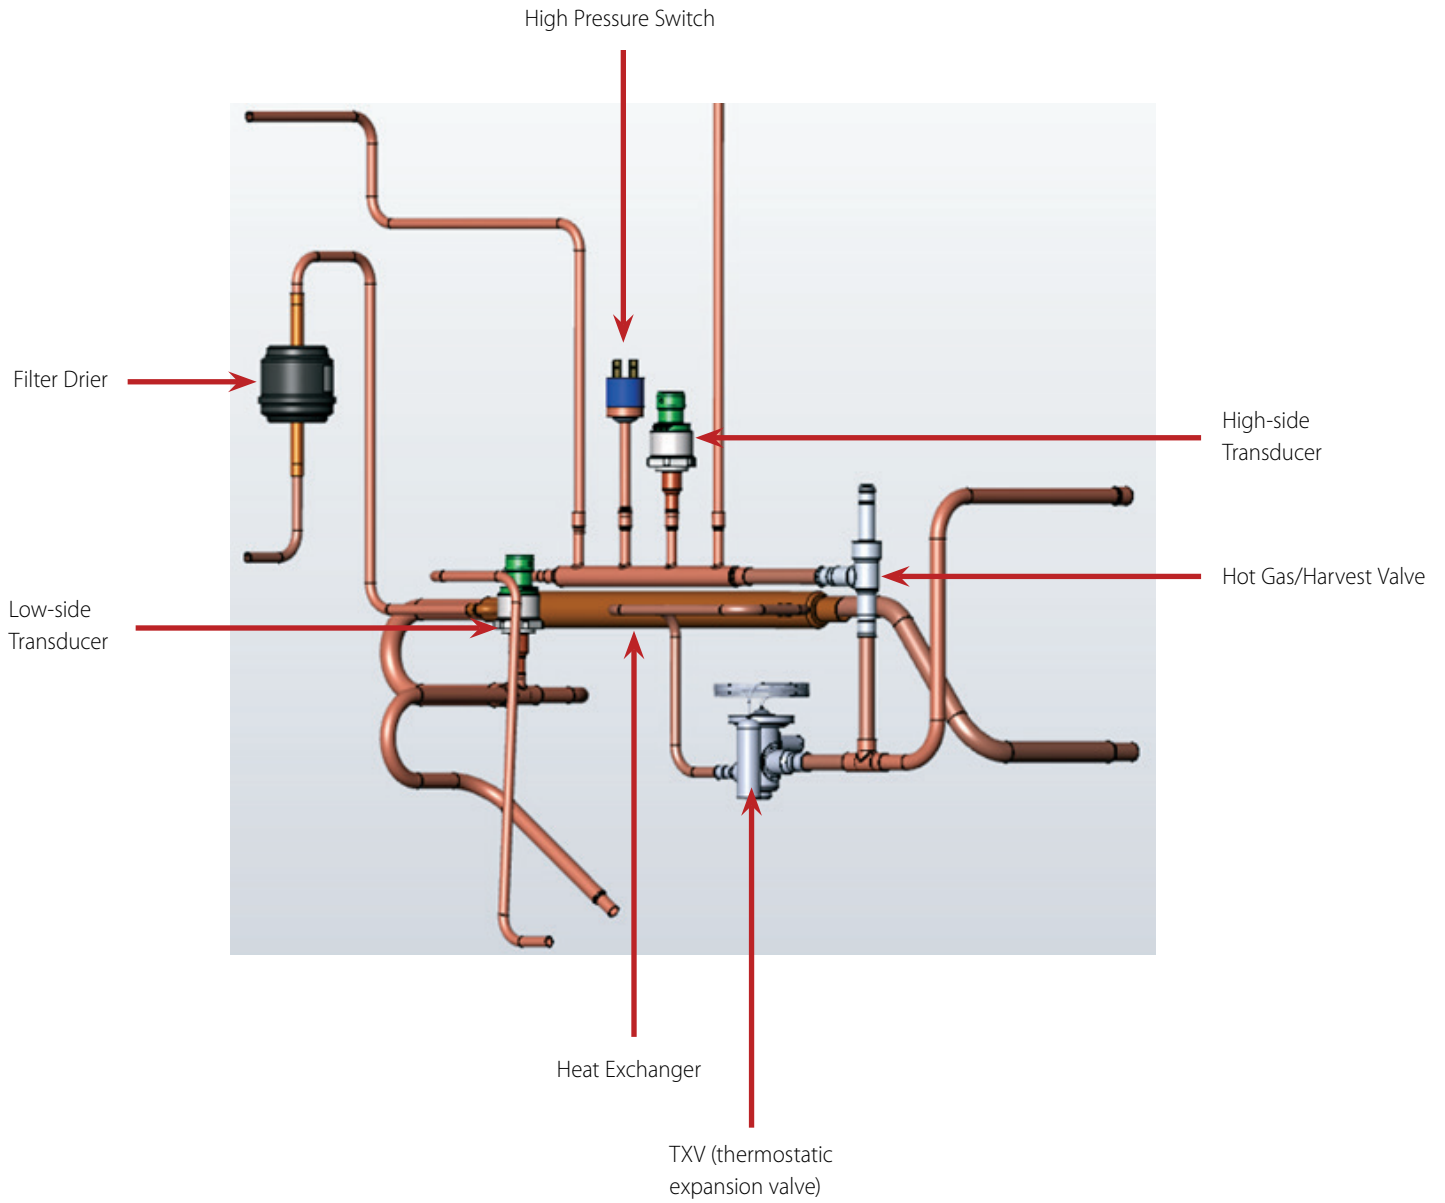 High Pressure Switch
Filter Drier
High-side
Transducer
Hot Gas/Harvest Valve
Low-side
Transducer
Heat Exchanger
TXV (thermostatic
expansion valve)